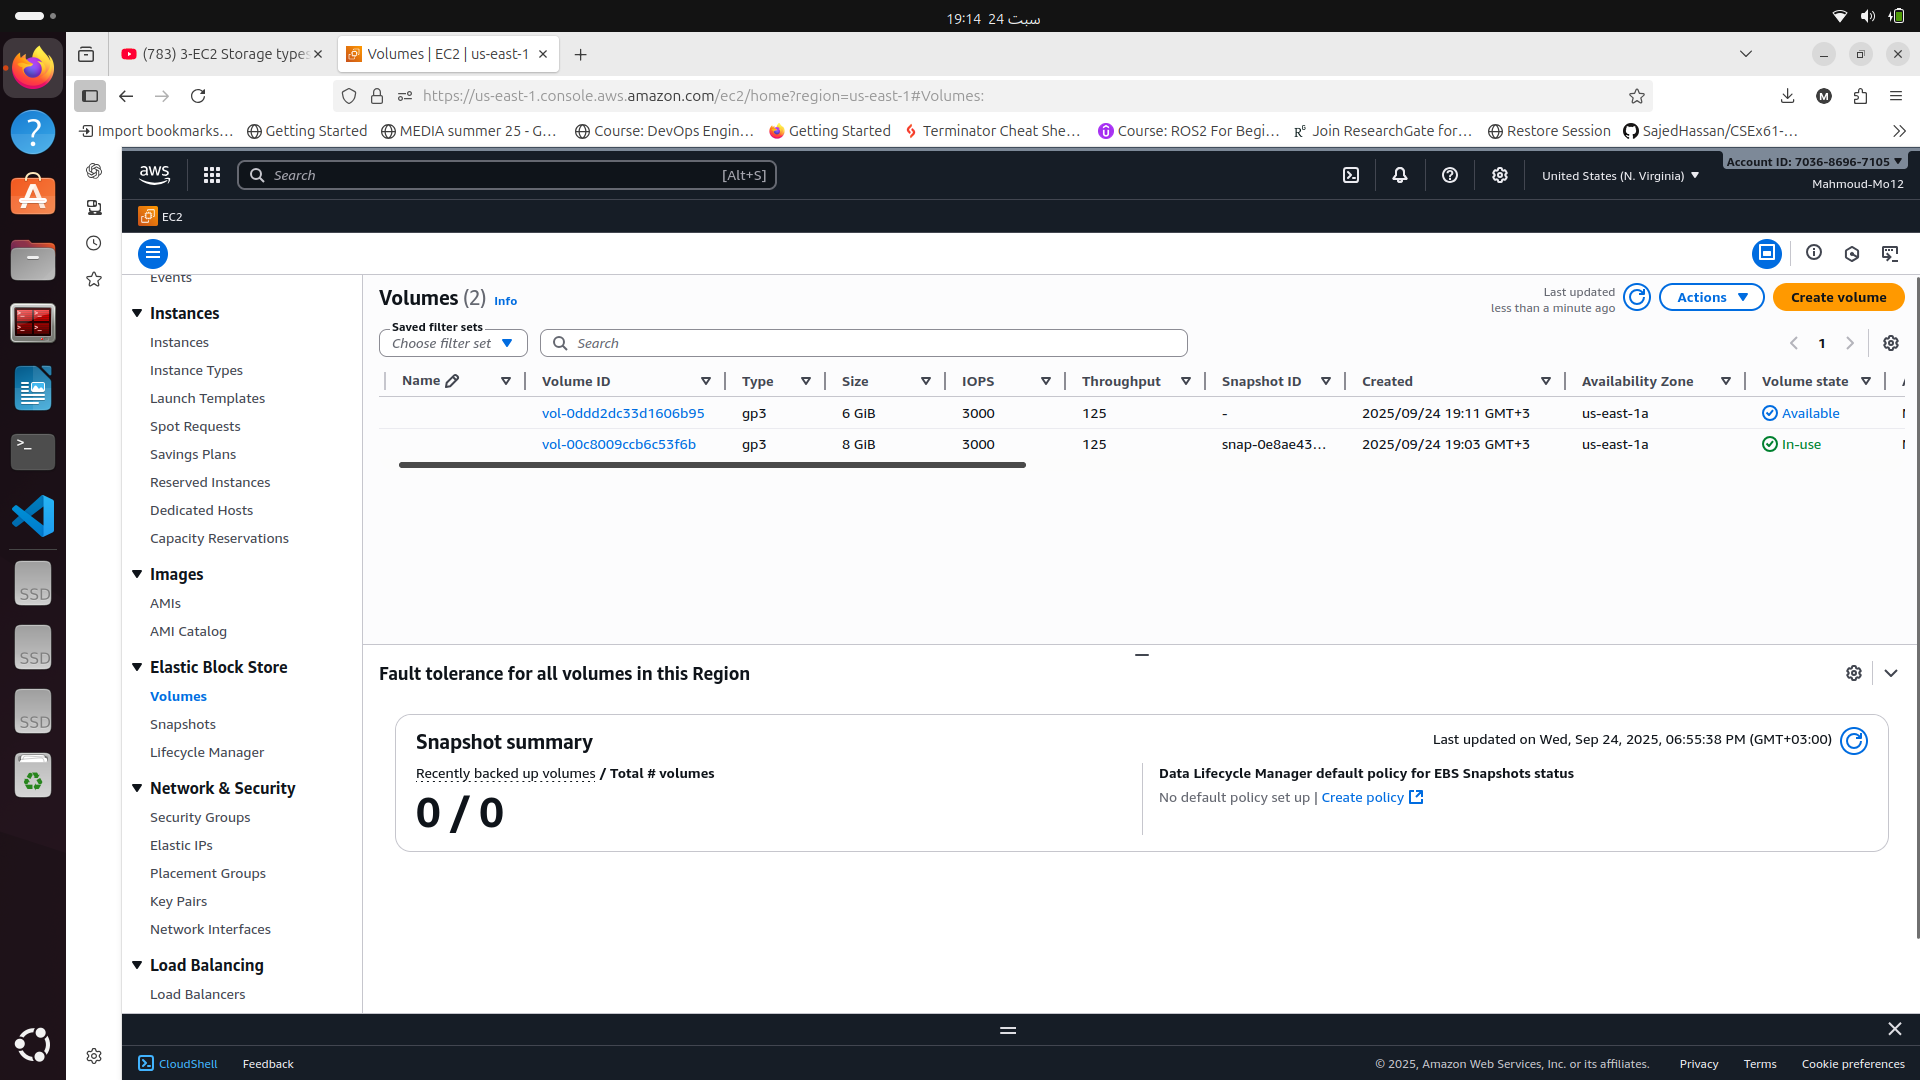 سبت 24 19:14
(783) 3-EC2 Storage types
Volumes | EC2 | us-east-1
https://us-east-1.console.aws.amazon.com/ec2/home?region=us-east-1#Volumes:
Import bookmarks… Getting Started MEDIA summer 25 - G… Course: DevOps Engin… Getting Started Terminator Cheat She… Course: ROS2 For Begi… Join ResearchGate for… Restore Session SajedHassan/CSEx61-…
aws Search [Alt+S] United States (N. Virginia) Account ID: 7036-8696-7105
Mahmoud-Mo12
EC2
Events
Instances
Instances
Instance Types
Launch Templates
Spot Requests
Savings Plans
Reserved Instances
Dedicated Hosts
Capacity Reservations
Images
AMIs
AMI Catalog
Elastic Block Store
Volumes
Snapshots
Lifecycle Manager
Network & Security
Security Groups
Elastic IPs
Placement Groups
Key Pairs
Network Interfaces
Load Balancing
Load Balancers
Volumes (2) Info
Last updated
less than a minute ago
Actions
Create volume
Saved filter sets
Choose filter set
Search
1
Name Volume ID Type Size IOPS Throughput Snapshot ID Created Availability Zone Volume state
vol-0ddd2dc33d1606b95 gp3 6 GiB 3000 125 - 2025/09/24 19:11 GMT+3 us-east-1a Available
vol-00c8009ccb6c53f6b gp3 8 GiB 3000 125 snap-0e8ae43… 2025/09/24 19:03 GMT+3 us-east-1a In-use
Fault tolerance for all volumes in this Region
Snapshot summary
Last updated on Wed, Sep 24, 2025, 06:55:38 PM (GMT+03:00)
Recently backed up volumes / Total # volumes
0 / 0
Data Lifecycle Manager default policy for EBS Snapshots status
No default policy set up | Create policy
SSD
SSD
SSD
CloudShell Feedback © 2025, Amazon Web Services, Inc. or its affiliates. Privacy Terms Cookie preferences